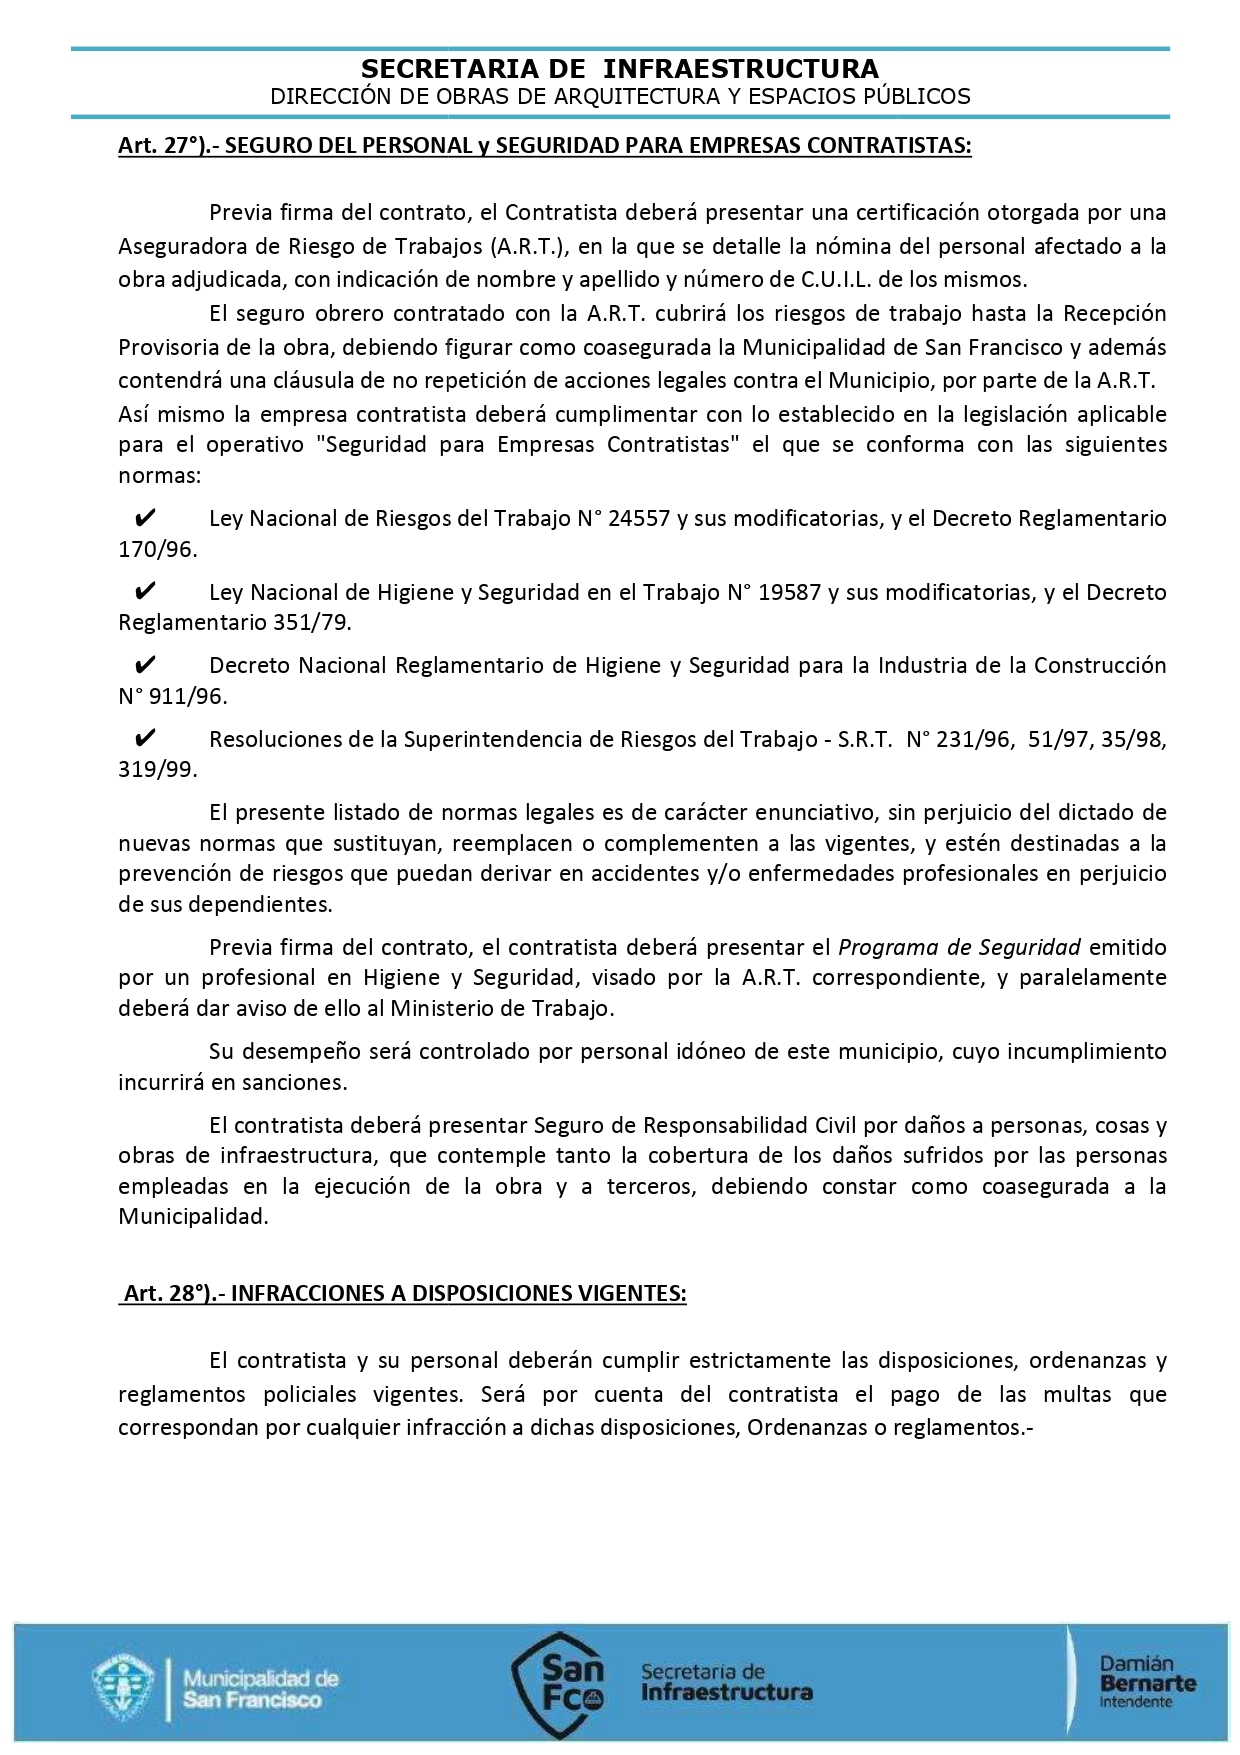 SECRETARIA DE  INFRAESTRUCTURA
DIRECCIÓN DE OBRAS DE ARQUITECTURA Y ESPACIOS PÚBLICOS
Art. 27°).- SEGURO DEL PERSONAL y SEGURIDAD PARA EMPRESAS CONTRATISTAS:
Previa firma del contrato, el Contratista deberá presentar una certificación otorgada por una
Aseguradora de Riesgo de Trabajos (A.R.T.), en la que se detalle la nómina del personal afectado a la
obra adjudicada, con indicación de nombre y apellido y número de C.U.I.L. de los mismos.
El seguro obrero contratado con la A.R.T. cubrirá los riesgos de trabajo hasta la Recepción
Provisoria de la obra, debiendo figurar como coasegurada la Municipalidad de San Francisco y además
contendrá una cláusula de no repetición de acciones legales contra el Municipio, por parte de la A.R.T.
Así mismo la empresa contratista deberá cumplimentar con lo establecido en la legislación aplicable
para el operativo "Seguridad para Empresas Contratistas" el que se conforma con las siguientes
normas:
✔ Ley Nacional de Riesgos del Trabajo N° 24557 y sus modificatorias, y el Decreto Reglamentario
170/96.
✔ Ley Nacional de Higiene y Seguridad en el Trabajo N° 19587 y sus modificatorias, y el Decreto
Reglamentario 351/79.
✔ Decreto Nacional Reglamentario de Higiene y Seguridad para la Industria de la Construcción
N° 911/96.
✔ Resoluciones de la Superintendencia de Riesgos del Trabajo - S.R.T.  N° 231/96,  51/97, 35/98,
319/99.
El presente listado de normas legales es de carácter enunciativo, sin perjuicio del dictado de
nuevas normas que sustituyan, reemplacen o complementen a las vigentes, y estén destinadas a la
prevención de riesgos que puedan derivar en accidentes y/o enfermedades profesionales en perjuicio
de sus dependientes.
Previa firma del contrato, el contratista deberá presentar el Programa de Seguridad emitido
por un profesional en Higiene y Seguridad, visado por la A.R.T. correspondiente, y paralelamente
deberá dar aviso de ello al Ministerio de Trabajo.
Su desempeño será controlado por personal idóneo de este municipio, cuyo incumplimiento
incurrirá en sanciones.
El contratista deberá presentar Seguro de Responsabilidad Civil por daños a personas, cosas y
obras de infraestructura, que contemple tanto la cobertura de los daños sufridos por las personas
empleadas en la ejecución de la obra y a terceros, debiendo constar como coasegurada a la
Municipalidad.
Art. 28°).- INFRACCIONES A DISPOSICIONES VIGENTES:
El contratista y su personal deberán cumplir estrictamente las disposiciones, ordenanzas y
reglamentos policiales vigentes. Será por cuenta del contratista el pago de las multas que
correspondan por cualquier infracción a dichas disposiciones, Ordenanzas o reglamentos.-
Municipalidad de
San Francisco
San
Fco
Secretaría de
Infraestructura
Damián
Bernarte
Intendente